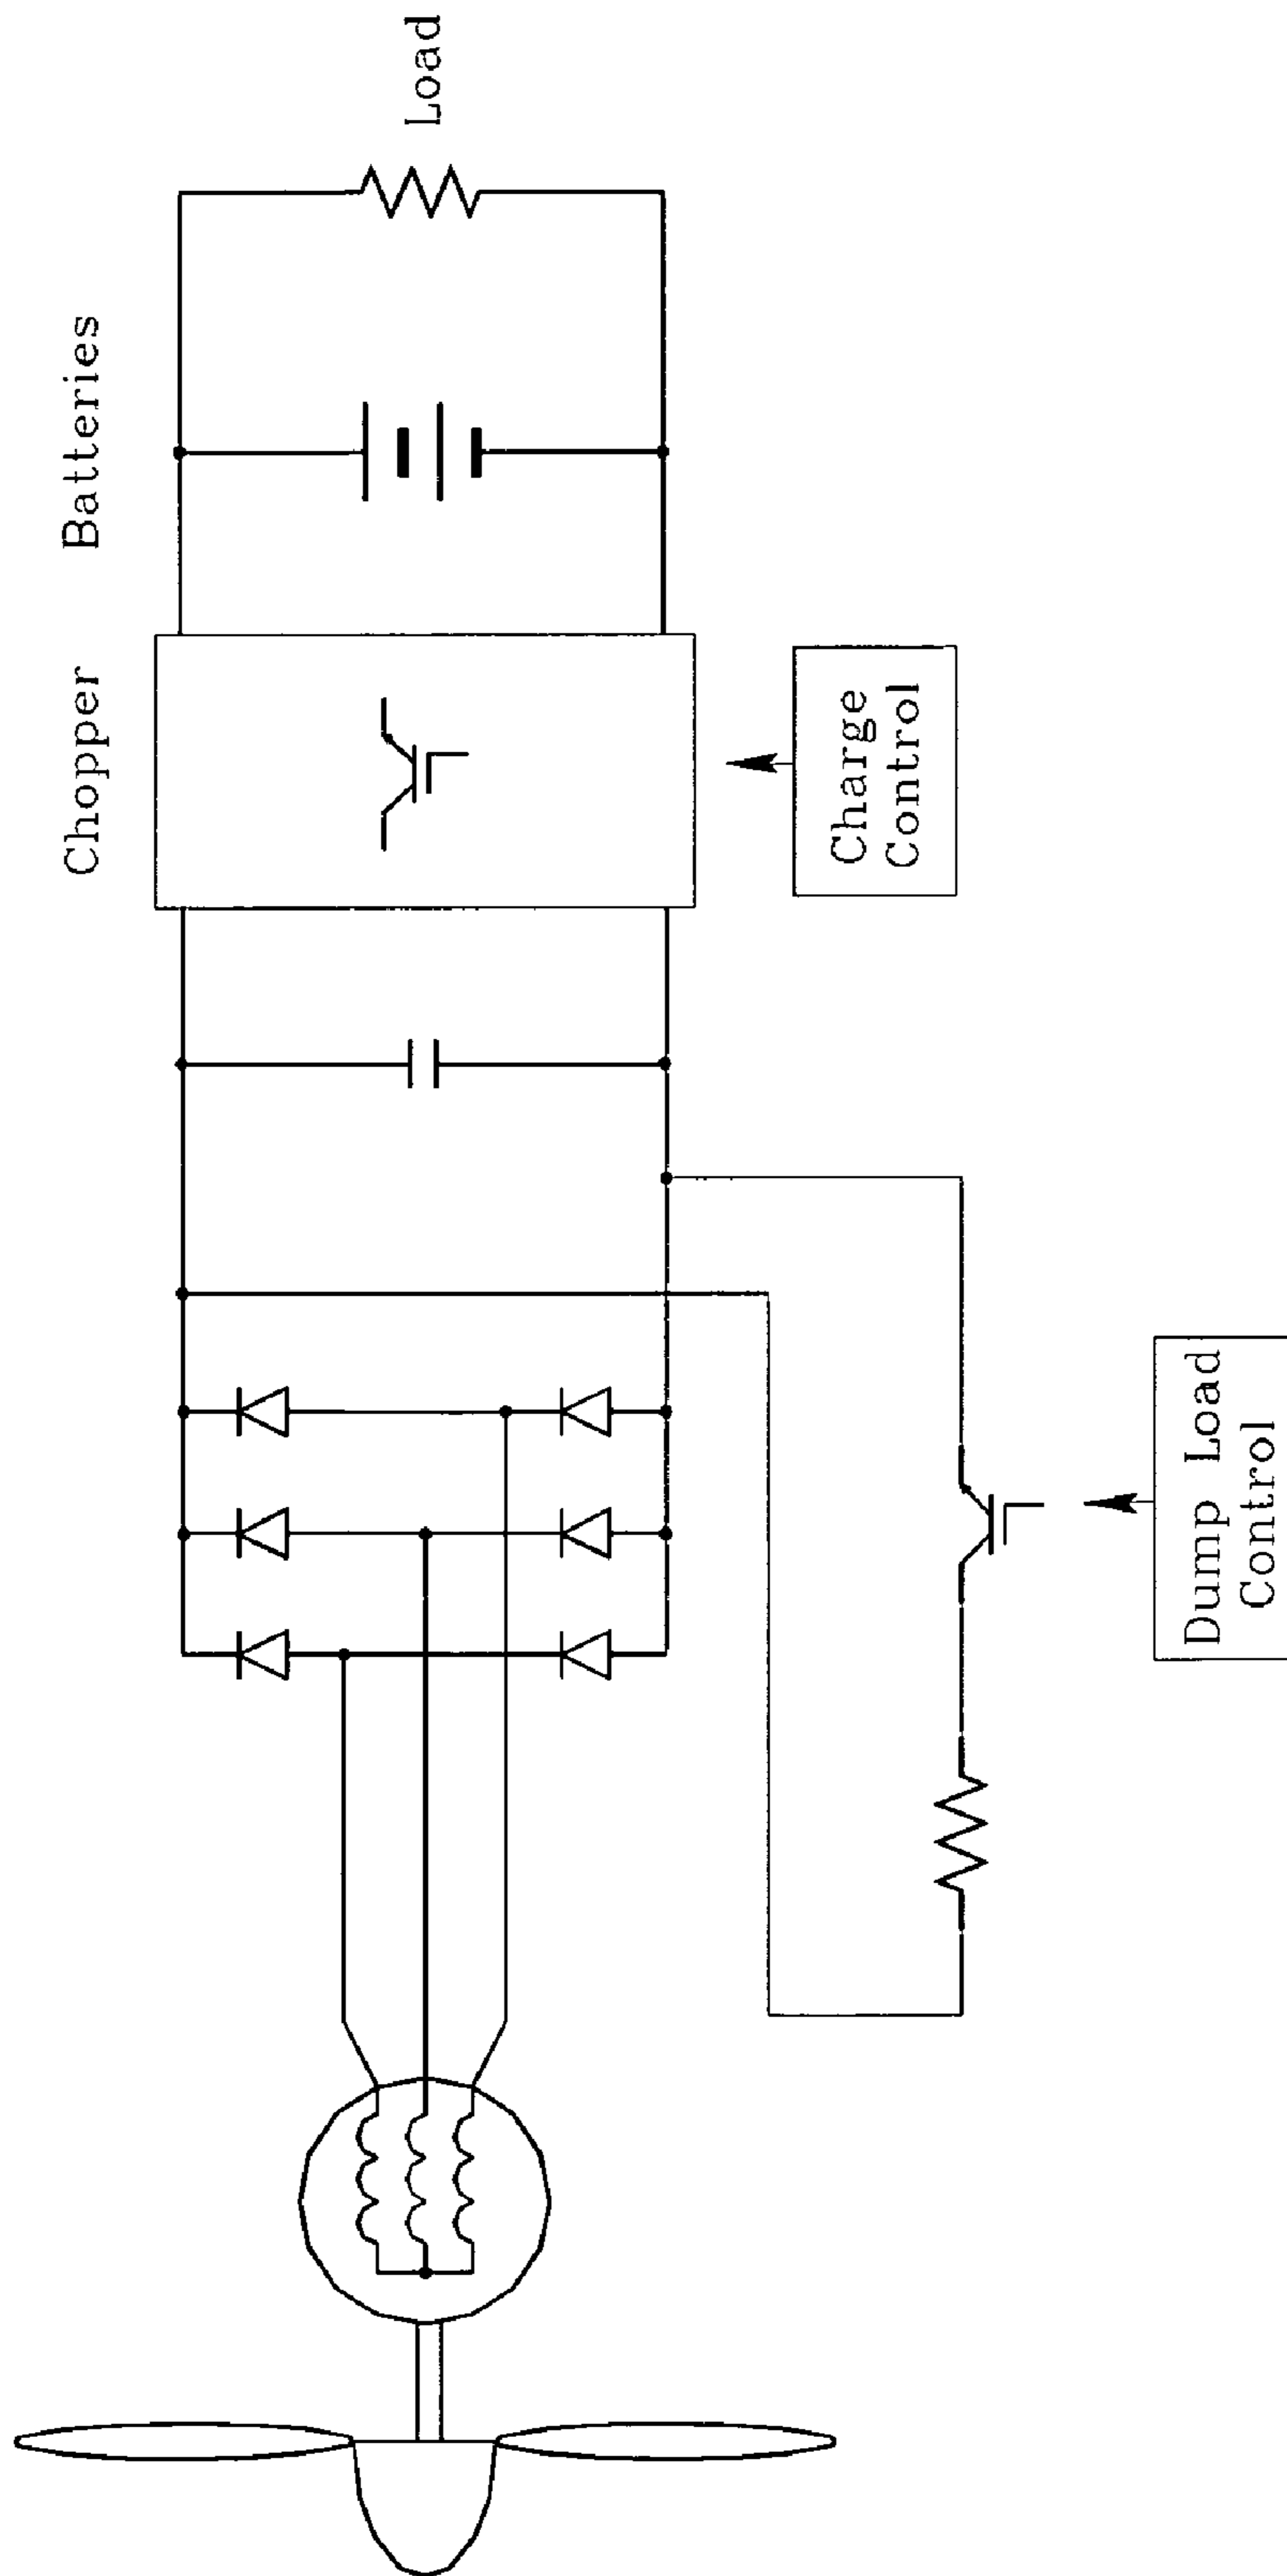 Chopper
Batteries
Load
Charge
Control
Dump Load
Control